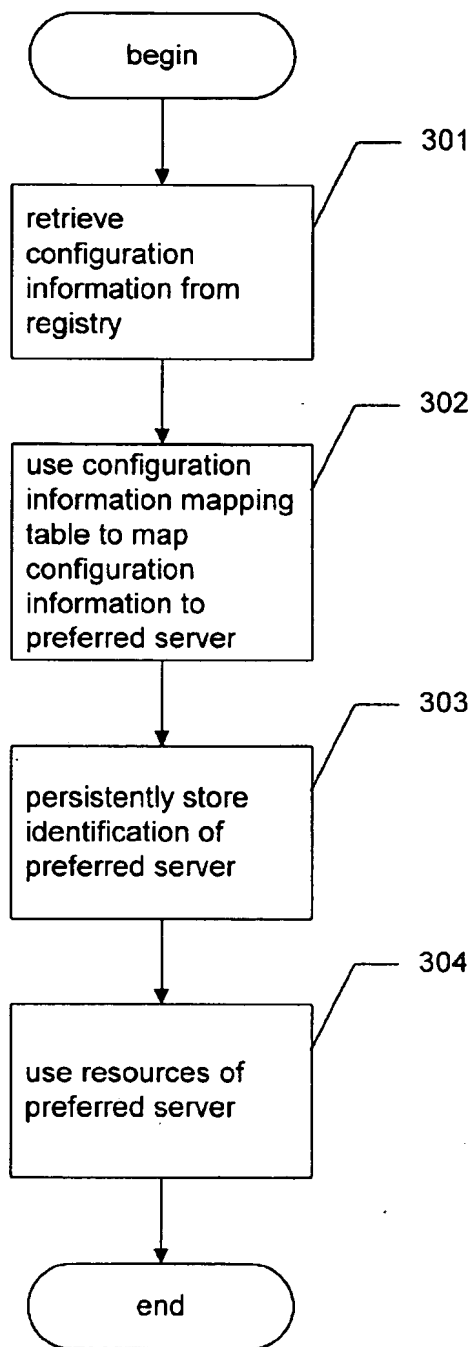 begin
301
retrieve
configuration
information from
registry
302
use configuration
information mapping
table to map
configuration
information to
preferred server
303
persistently store
identification of
preferred server
304
use resources of
preferred server
end